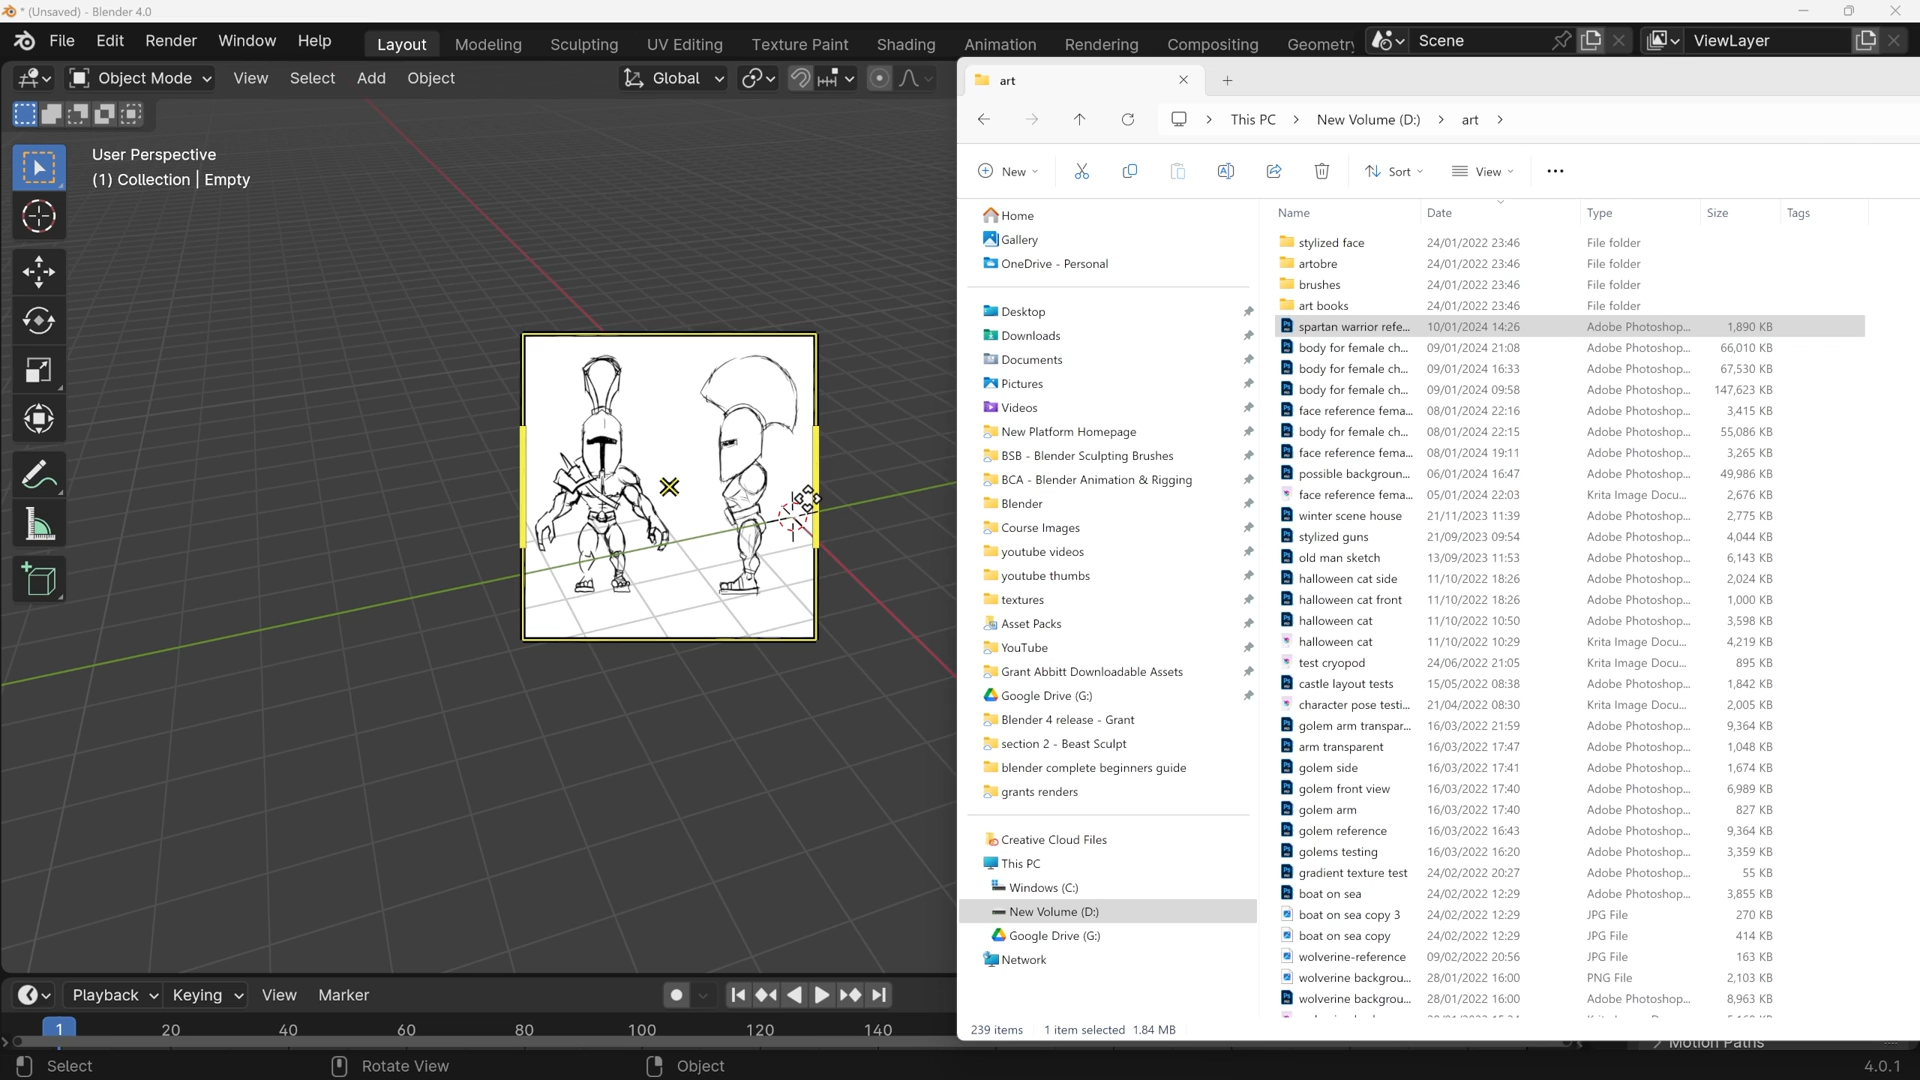 * (Unsaved) - Blender 4.0
File Edit Render Window Help Layout Modeling Sculpting UV Editing Texture Paint Shading Animation Rendering Compositing Geometry Scene ViewLayer
Object Mode View Select Add Object Global
User Perspective
(1) Collection | Empty
art
This PC > New Volume (D:) > art >
New Sort View
Name Date Type Size Tags
Home
Gallery
OneDrive - Personal
Desktop
Downloads
Documents
Pictures
Videos
New Platform Homepage
BSB - Blender Sculpting Brushes
BCA - Blender Animation & Rigging
Blender
Course Images
youtube videos
youtube thumbs
textures
Asset Packs
YouTube
Grant Abbitt Downloadable Assets
Google Drive (G:)
Blender 4 release - Grant
section 2 - Beast Sculpt
blender complete beginners guide
grants renders
Creative Cloud Files
This PC
Windows (C:)
New Volume (D:)
Google Drive (G:)
Network
stylized face 24/01/2022 23:46 File folder
artobre 24/01/2022 23:46 File folder
brushes 24/01/2022 23:46 File folder
art books 24/01/2022 23:46 File folder
spartan warrior refe... 10/01/2024 14:26 Adobe Photoshop... 1,890 KB
body for female ch... 09/01/2024 21:08 Adobe Photoshop... 66,010 KB
body for female ch... 09/01/2024 16:33 Adobe Photoshop... 67,530 KB
body for female ch... 09/01/2024 09:58 Adobe Photoshop... 147,623 KB
face reference fema... 08/01/2024 22:16 Adobe Photoshop... 3,415 KB
body for female ch... 08/01/2024 22:15 Adobe Photoshop... 55,086 KB
face reference fema... 08/01/2024 19:11 Adobe Photoshop... 3,265 KB
possible backgroun... 06/01/2024 16:47 Adobe Photoshop... 49,986 KB
face reference fema... 05/01/2024 22:03 Krita Image Docu... 2,676 KB
winter scene house 21/11/2023 13:39 Adobe Photoshop... 2,775 KB
stylized guns 21/09/2023 09:54 Adobe Photoshop... 4,044 KB
old man sketch 13/09/2023 11:53 Adobe Photoshop... 6,143 KB
halloween cat side 11/10/2022 18:26 Adobe Photoshop... 2,024 KB
halloween cat front 11/10/2022 18:26 Adobe Photoshop... 1,000 KB
halloween cat 11/10/2022 10:50 Adobe Photoshop... 3,598 KB
halloween cat 11/10/2022 10:29 Krita Image Docu... 4,219 KB
test cryopod 24/06/2022 21:05 Krita Image Docu... 895 KB
castle layout tests 15/05/2022 08:38 Adobe Photoshop... 1,842 KB
character pose testi... 21/04/2022 08:30 Krita Image Docu... 2,005 KB
golem arm transpar... 16/03/2022 21:59 Adobe Photoshop... 9,364 KB
arm transparent 16/03/2022 17:47 Adobe Photoshop... 1,048 KB
golem side 16/03/2022 17:41 Adobe Photoshop... 1,674 KB
golem front view 16/03/2022 17:40 Adobe Photoshop... 6,989 KB
golem arm 16/03/2022 17:40 Adobe Photoshop... 827 KB
golem reference 16/03/2022 16:43 Adobe Photoshop... 9,364 KB
golems testing 16/03/2022 16:20 Adobe Photoshop... 3,359 KB
gradient texture test 24/02/2022 20:27 Adobe Photoshop... 55 KB
boat on sea 24/02/2022 12:29 Adobe Photoshop... 3,855 KB
boat on sea copy 3 24/02/2022 12:29 JPG File 270 KB
boat on sea copy 24/02/2022 12:29 JPG File 414 KB
wolverine-reference 09/02/2022 20:56 JPG File 163 KB
wolverine backgrou... 28/01/2022 16:00 PNG File 2,103 KB
wolverine backgrou... 28/01/2022 16:00 Adobe Photoshop... 8,963 KB
239 items 1 item selected 1.84 MB
Playback Keying View Marker
1 20 40 60 80 100 120 140
Motion Paths
Select Rotate View Object 4.0.1